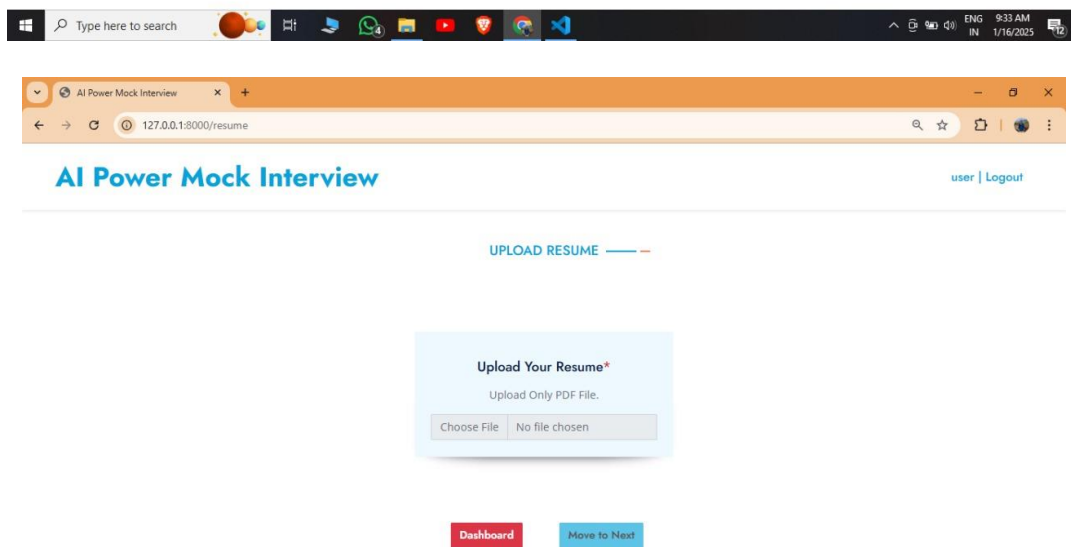 Type here to search
4
ENG 9:33 AM
IN 1/16/2025
12
AI Power Mock Interview
127.0.0.1:8000/resume
AI Power Mock Interview
user | Logout
UPLOAD RESUME
Upload Your Resume*
Upload Only PDF File.
Choose File No file chosen
Dashboard Move to Next